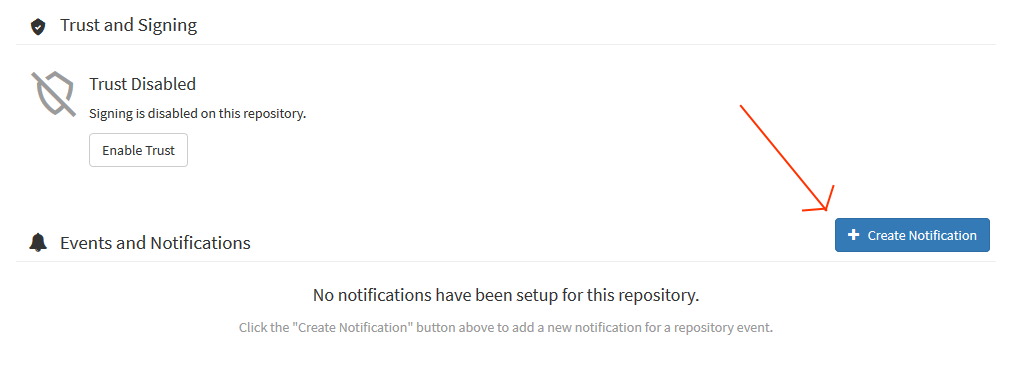 Trust and Signing
Trust Disabled
Signing is disabled on this repository.
Enable Trust
Events and Notifications
Create Notification
No notifications have been setup for this repository.
Click the "Create Notification" button above to add a new notification for a repository event.